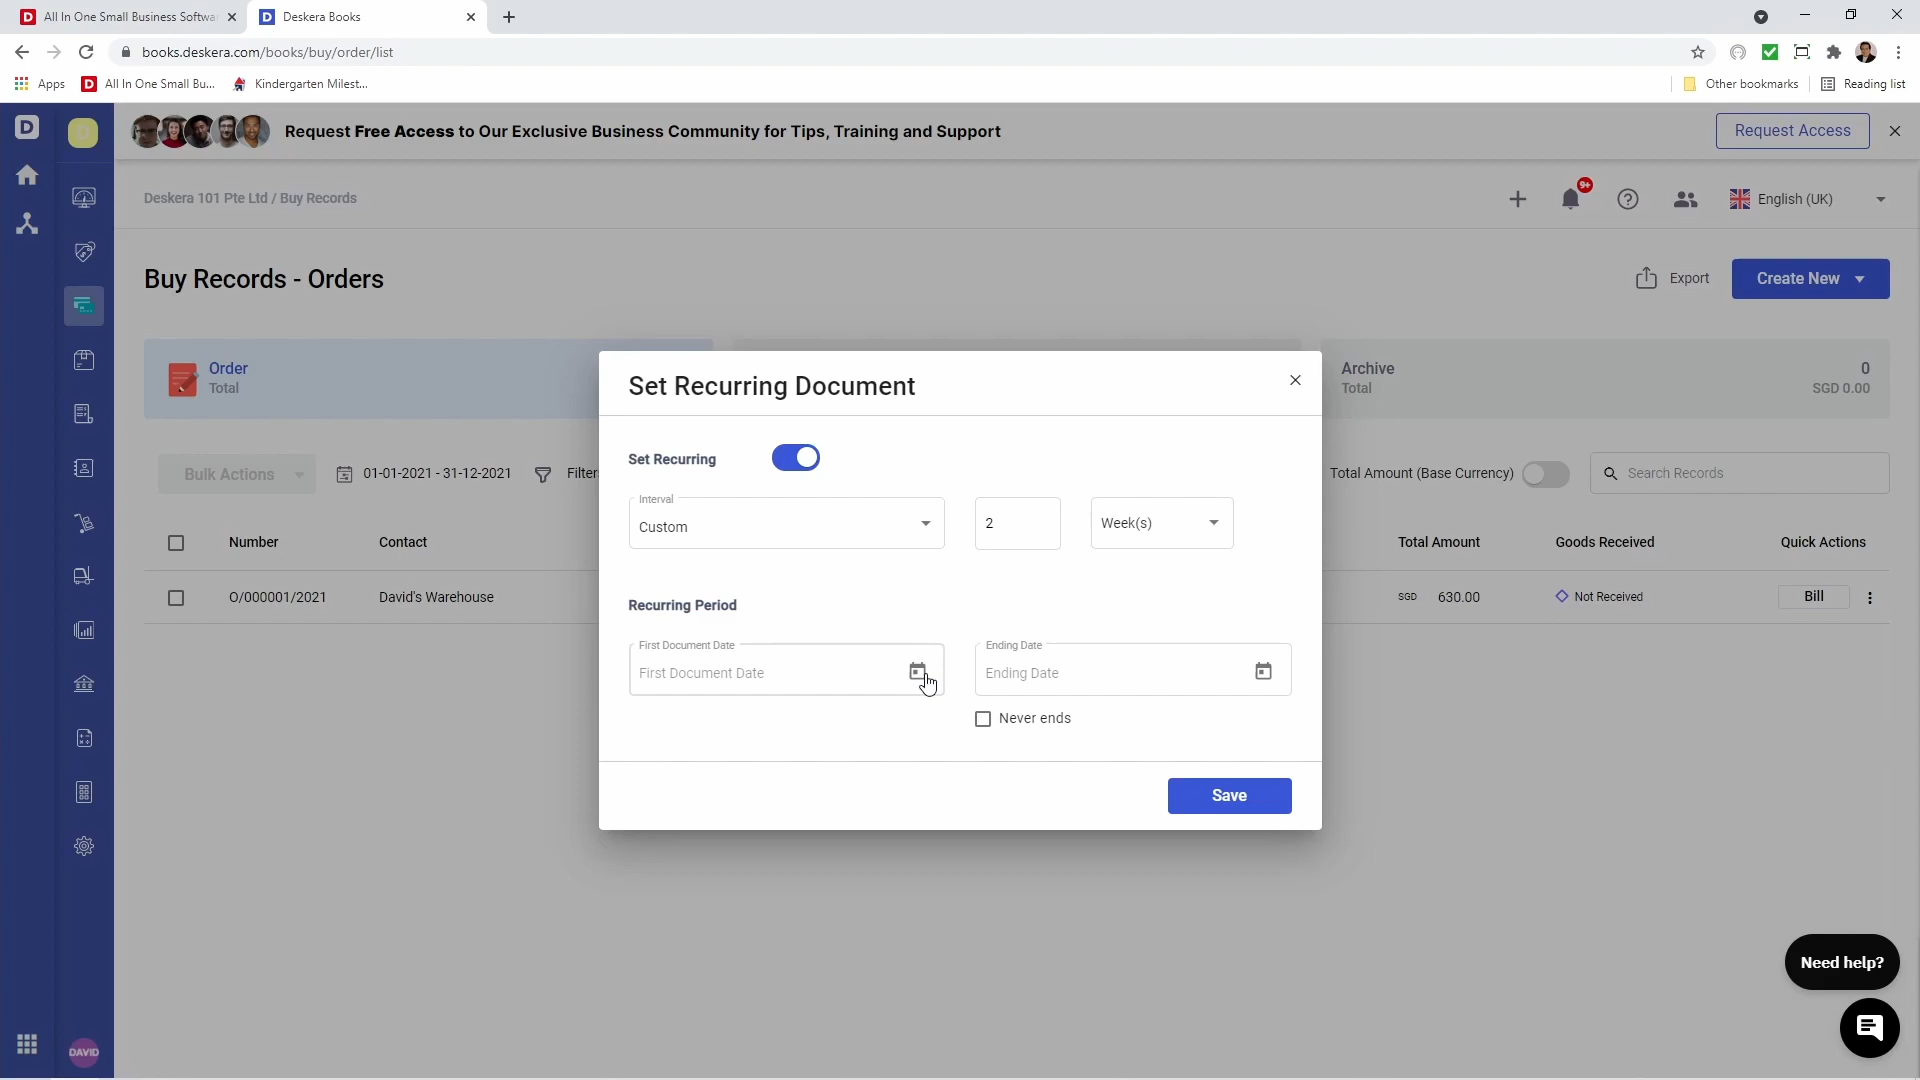 All In One Small Business Softwa
Deskera Books
books.deskera.com/books/buy/order/list
Apps
All In One Small Bu...
Kindergarten Milest...
Other bookmarks
Reading list
Request Free Access to Our Exclusive Business Community for Tips, Training and Support
Request Access
Deskera 101 Pte Ltd / Buy Records
9+
English (UK)
Buy Records - Orders
Export
Create New
Order
Total
Archive
0
Total
SGD 0.00
Set Recurring Document
Set Recurring
Bulk Actions
01-01-2021 - 31-12-2021
Filter
Total Amount (Base Currency)
Search Records
Interval
Custom
2
Week(s)
Number
Contact
Total Amount
Goods Received
Quick Actions
O/000001/2021
David's Warehouse
SGD
630.00
Not Received
Bill
Recurring Period
First Document Date
First Document Date
Ending Date
Ending Date
Never ends
Save
Need help?
DAVID